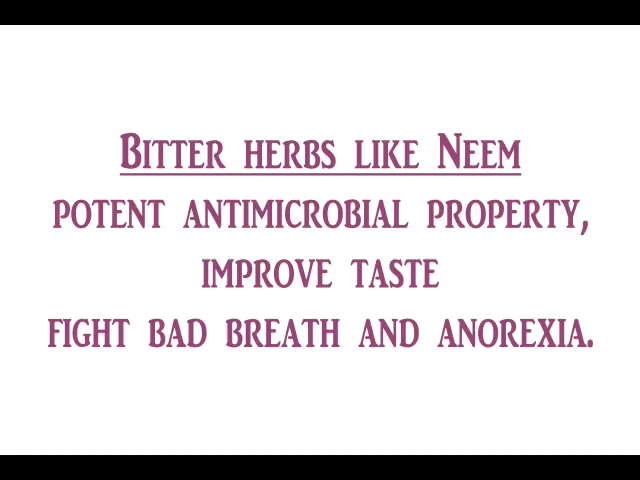 Bitter herbs like Neem
potent antimicrobial property,
improve taste
fight bad breath and anorexia.